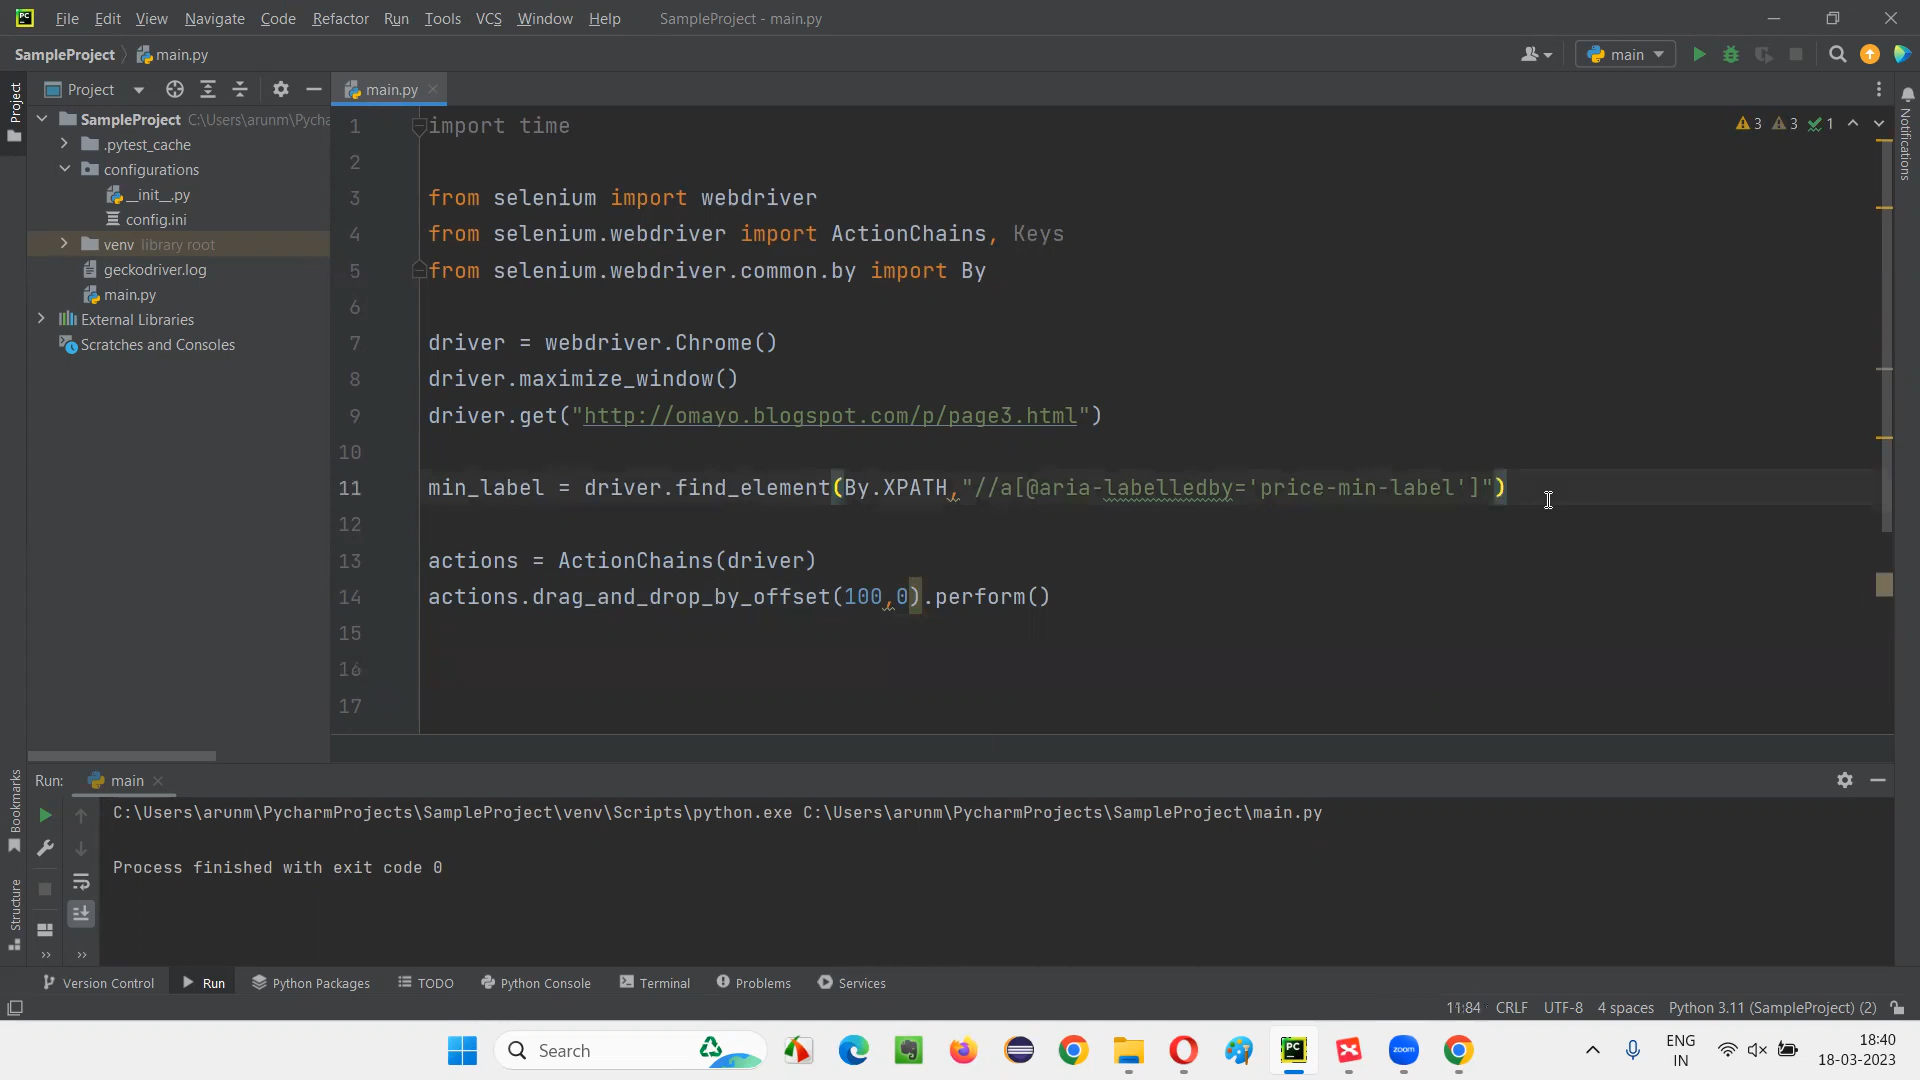 File Edit View Navigate Code Refactor Run Tools VCS Window Help SampleProject - main.py
SampleProject main.py main
Project main.py
SampleProject C:\Users\arunm\Pycha
.pytest_cache
configurations
__init__.py
config.ini
venv library root
geckodriver.log
main.py
External Libraries
Scratches and Consoles
Project
Bookmarks
Structure
Notifications
3 3 1
1 import time
2
3 from selenium import webdriver
4 from selenium.webdriver import ActionChains, Keys
5 from selenium.webdriver.common.by import By
6
7 driver = webdriver.Chrome()
8 driver.maximize_window()
9 driver.get("http://omayo.blogspot.com/p/page3.html")
10
11 min_label = driver.find_element(By.XPATH,"//a[@aria-labelledby='price-min-label']")
12
13 actions = ActionChains(driver)
14 actions.drag_and_drop_by_offset(100,0).perform()
15
16
17
Run: main
C:\Users\arunm\PycharmProjects\SampleProject\venv\Scripts\python.exe C:\Users\arunm\PycharmProjects\SampleProject\main.py
Process finished with exit code 0
Version Control Run Python Packages TODO Python Console Terminal Problems Services
11:84 CRLF UTF-8 4 spaces Python 3.11 (SampleProject) (2)
Search
zoom
ENG
IN
18:40
18-03-2023